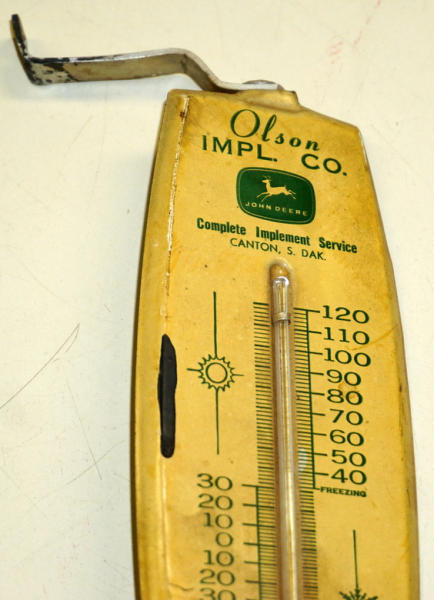 Olson
IMPL. CO.
JOHN DEERE
Complete Implement Service
CANTON, S. DAK.
120
110
100
90
80
70
60
50
40
FREEZING
30
20
10
0
10
20
30